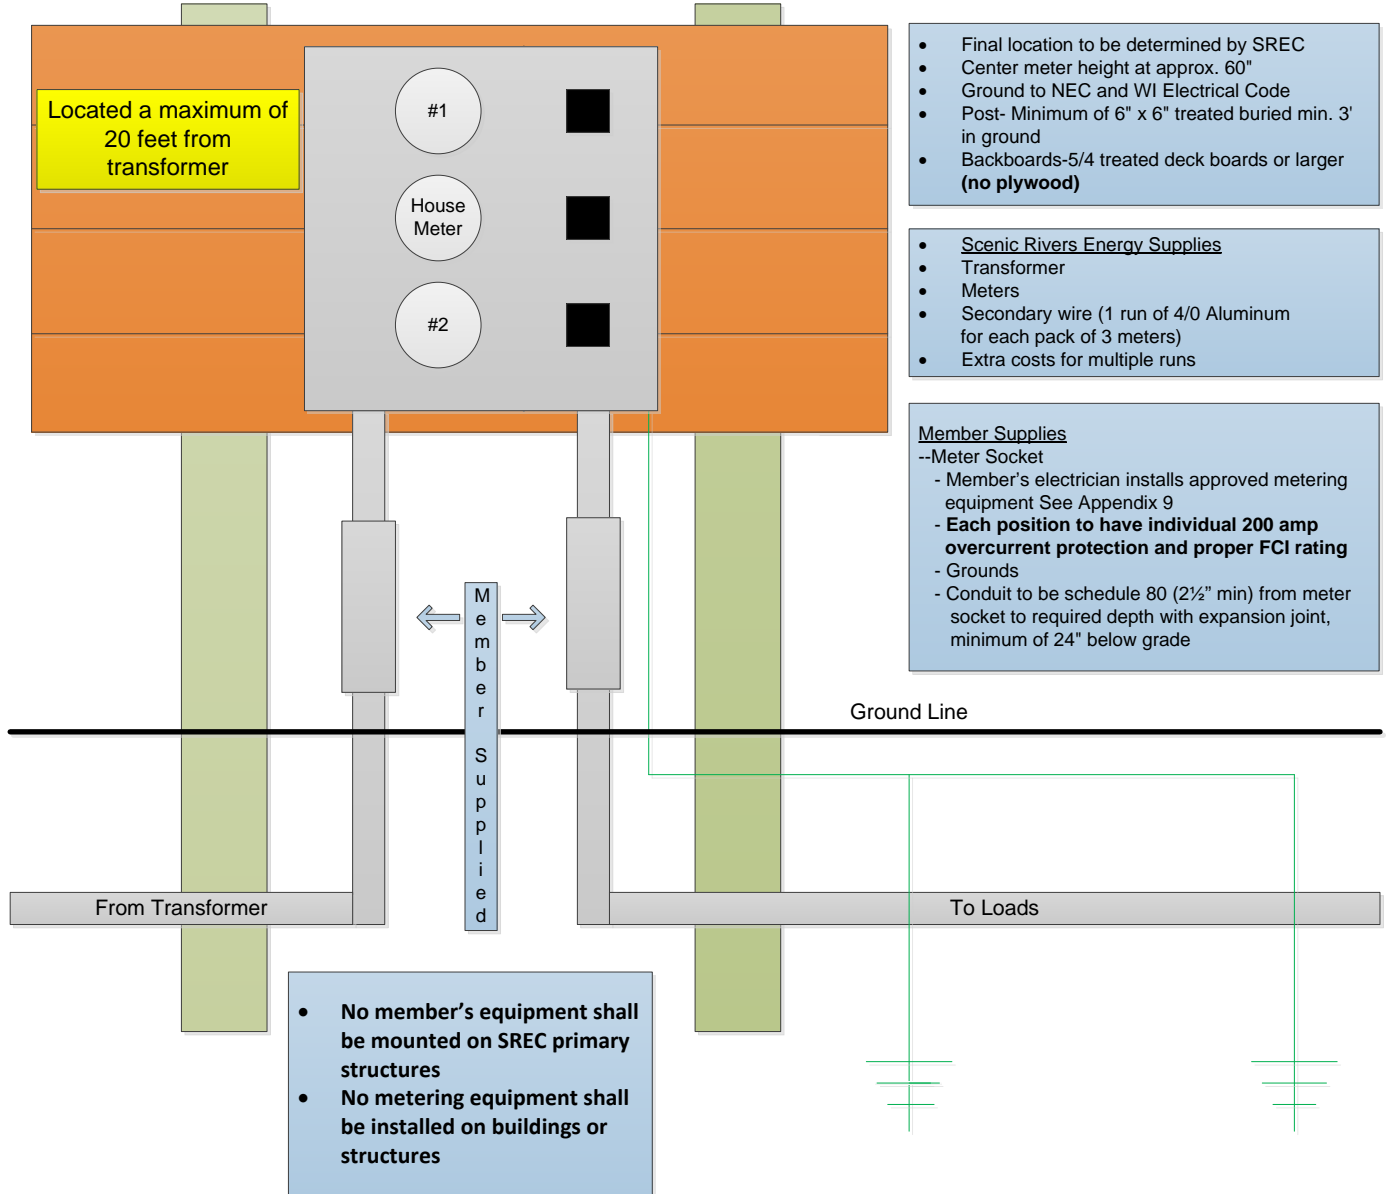 Located a maximum of
20 feet from
transformer
#1
House
Meter
#2
• Final location to be determined by SREC
• Center meter height at approx. 60"
• Ground to NEC and WI Electrical Code
• Post- Minimum of 6" x 6" treated buried min. 3'
in ground
• Backboards-5/4 treated deck boards or larger
(no plywood)
• Scenic Rivers Energy Supplies
• Transformer
• Meters
• Secondary wire (1 run of 4/0 Aluminum
for each pack of 3 meters)
• Extra costs for multiple runs
Member Supplies
--Meter Socket
- Member’s electrician installs approved metering
equipment See Appendix 9
- Each position to have individual 200 amp
overcurrent protection and proper FCI rating
- Grounds
- Conduit to be schedule 80 (2½” min) from meter
socket to required depth with expansion joint,
minimum of 24" below grade
Member Supplied
Ground Line
From Transformer
To Loads
• No member’s equipment shall
be mounted on SREC primary
structures
• No metering equipment shall
be installed on buildings or
structures